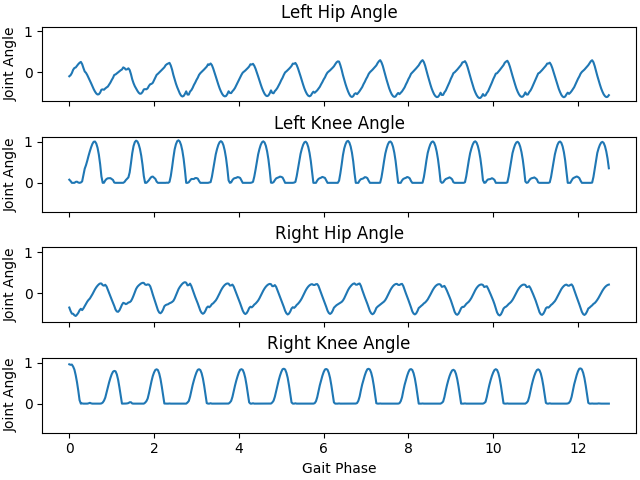 Left Hip Angle
Joint Angle
1
0
Left Knee Angle
Joint Angle
1
0
Right Hip Angle
Joint Angle
1
0
Right Knee Angle
Joint Angle
1
0
0 2 4 6 8 10 12
Gait Phase